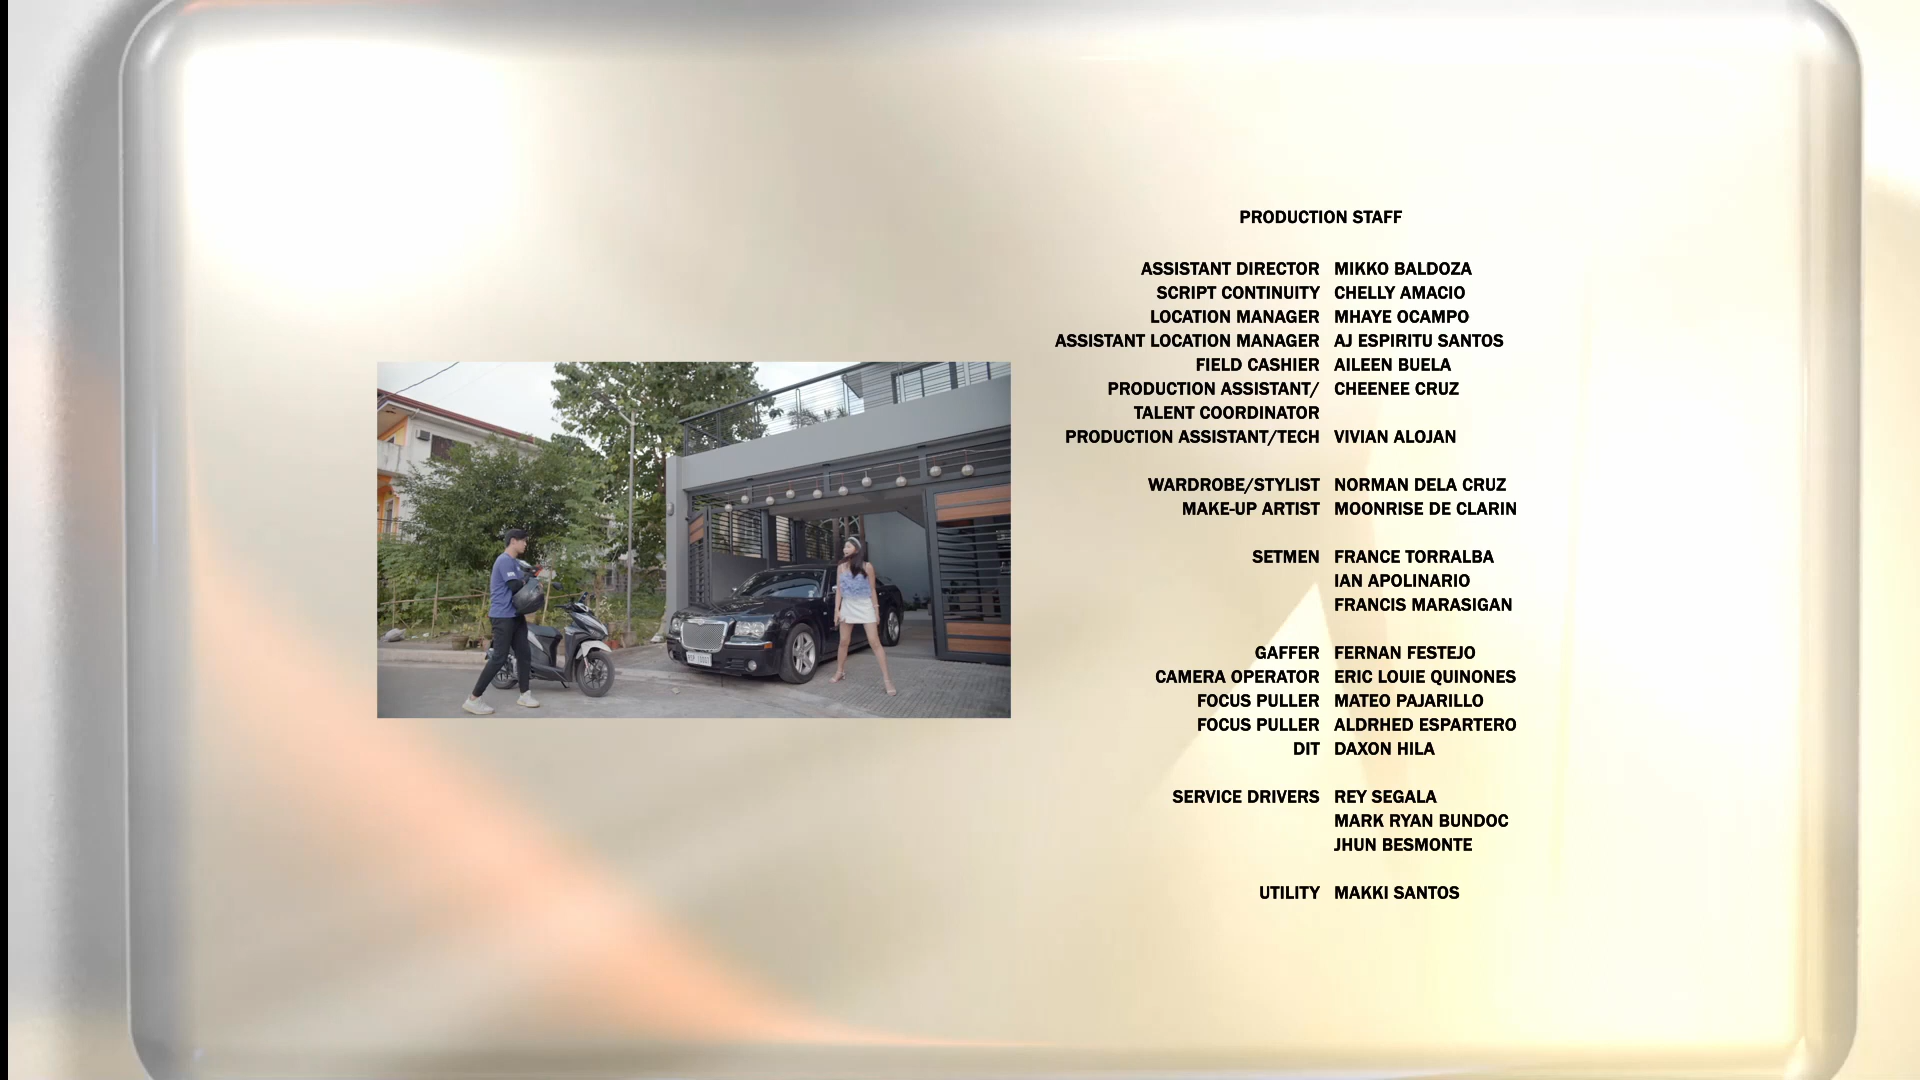 PRODUCTION STAFF
ASSISTANT DIRECTOR MIKKO BALDOZA
SCRIPT CONTINUITY CHELLY AMACIO
LOCATION MANAGER MHAYE OCAMPO
ASSISTANT LOCATION MANAGER AJ ESPIRITU SANTOS
FIELD CASHIER AILEEN BUELA
PRODUCTION ASSISTANT/ CHEENEE CRUZ
TALENT COORDINATOR
PRODUCTION ASSISTANT/TECH VIVIAN ALOJAN
WARDROBE/STYLIST NORMAN DELA CRUZ
MAKE-UP ARTIST MOONRISE DE CLARIN
SETMEN FRANCE TORRALBA
IAN APOLINARIO
FRANCIS MARASIGAN
GAFFER FERNAN FESTEJO
CAMERA OPERATOR ERIC LOUIE QUINONES
FOCUS PULLER MATEO PAJARILLO
FOCUS PULLER ALDRHED ESPARTERO
DIT DAXON HILA
SERVICE DRIVERS REY SEGALA
MARK RYAN BUNDOC
JHUN BESMONTE
UTILITY MAKKI SANTOS